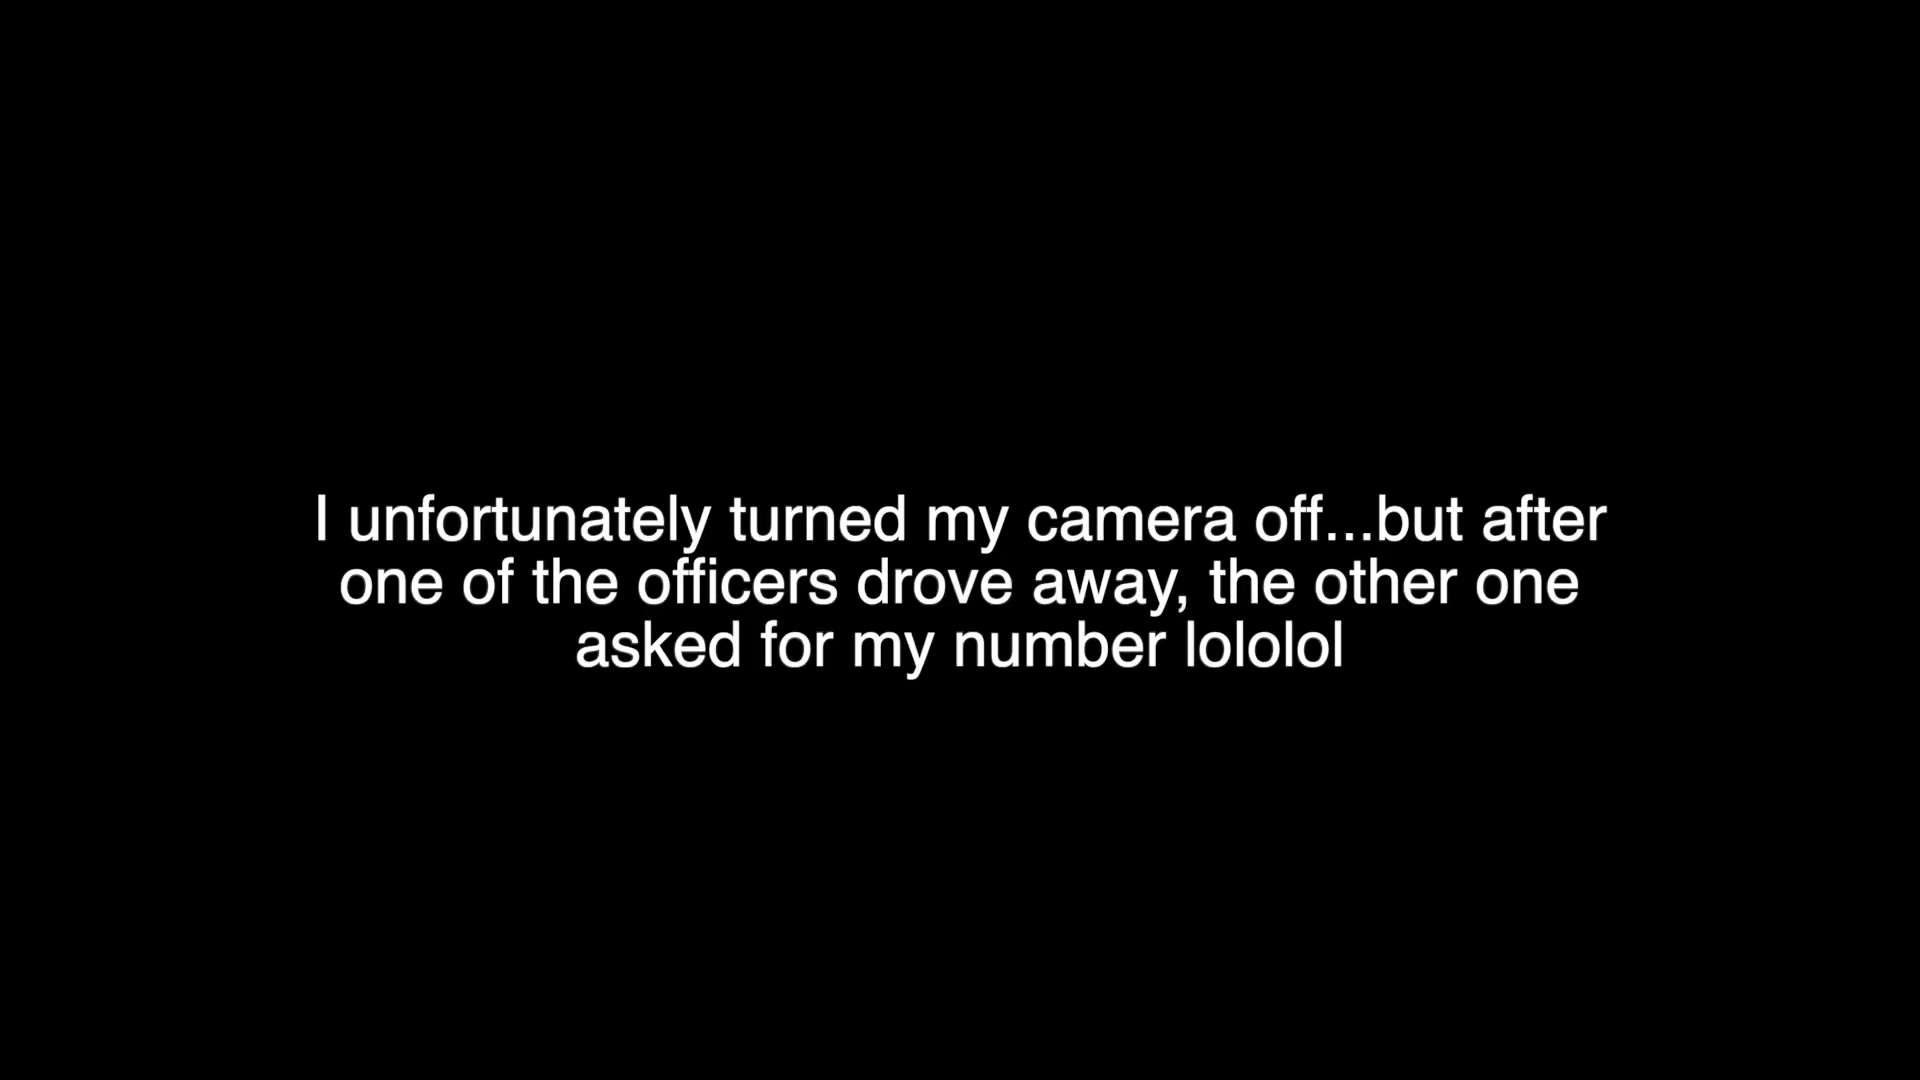 I unfortunately turned my camera off...but after
one of the officers drove away, the other one
asked for my number lololol